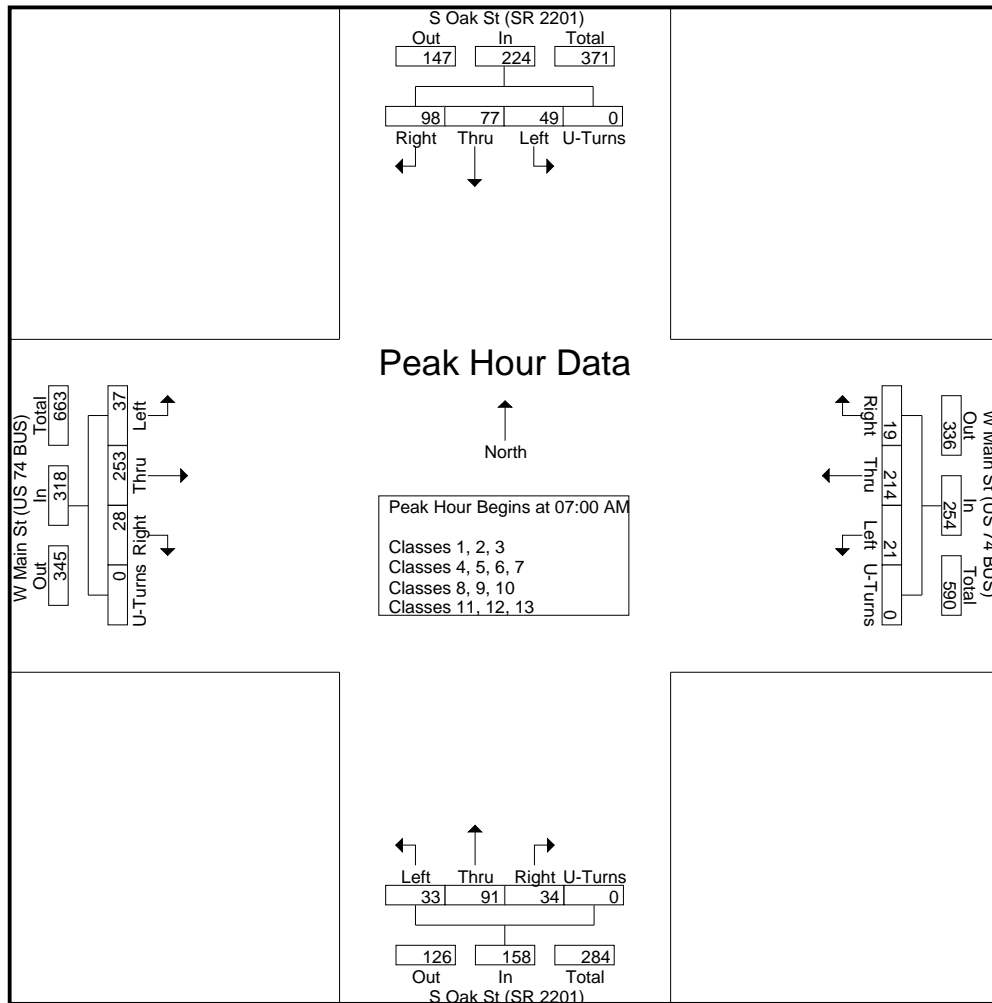 S Oak St (SR 2201)
Out In Total
147 224 371
98 77 49 0
Right Thru Left U-Turns
Peak Hour Data
North
Peak Hour Begins at 07:00 AM
Classes 1, 2, 3
Classes 4, 5, 6, 7
Classes 8, 9, 10
Classes 11, 12, 13
W Main St (US 74 BUS)
Out In Total
345 318 663
Left Thru Right U-Turns
37 253 28 0
W Main St (US 74 BUS)
Out In Total
336 254 590
19 214 21 0
Right Thru Left U-Turns
Left Thru Right U-Turns
33 91 34 0
126 158 284
Out In Total
S Oak St (SR 2201)